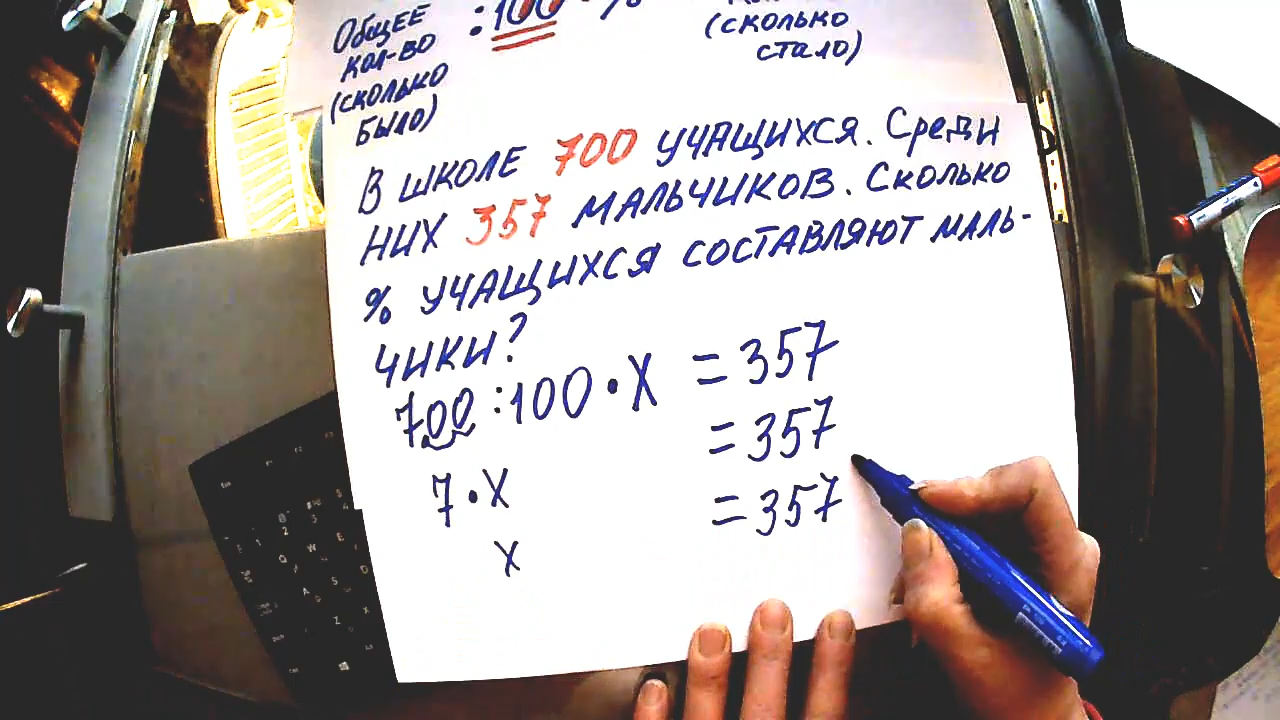 Общее :100 · %
кол-во (сколько
(сколько стало)
было)
В школе 700 учащихся. Среди
них 357 мальчиков. Сколько
% учащихся составляют маль-
чики?
700 :100 · х = 357
7 · х = 357
х = 357